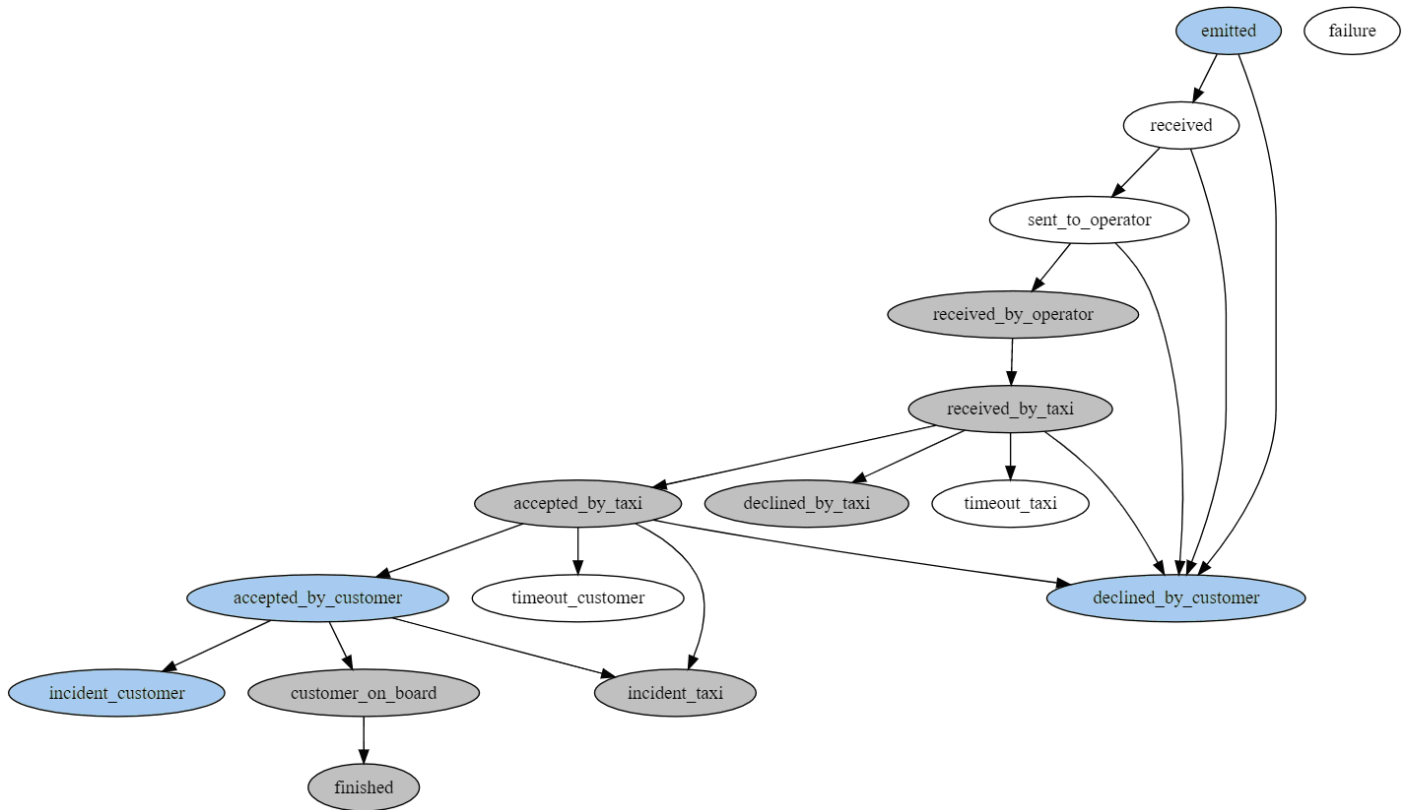 emitted
failure
received
sent_to_operator
received_by_operator
received_by_taxi
accepted_by_taxi
declined_by_taxi
timeout_taxi
accepted_by_customer
timeout_customer
declined_by_customer
incident_customer
customer_on_board
incident_taxi
finished